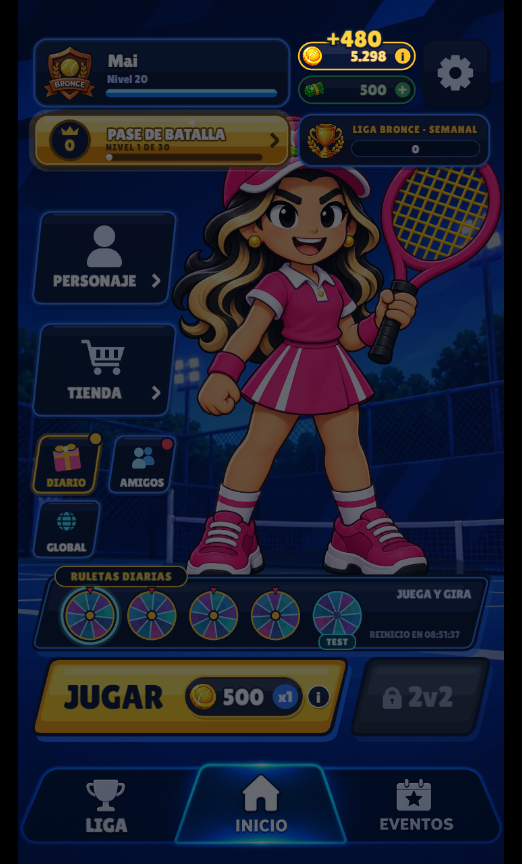 +480
Mai
5.298
i
Nivel 20
BRONCE
500
+
PASE DE BATALLA
0
NIVEL 1 DE 30
LIGA BRONCE - SEMANAL
0
PERSONAJE
TIENDA
DIARIO
AMIGOS
GLOBAL
RULETAS DIARIAS
JUEGA Y GIRA
REINICIO EN 08:51:37
TEST
JUGAR
500
x1
i
2v2
LIGA
INICIO
EVENTOS